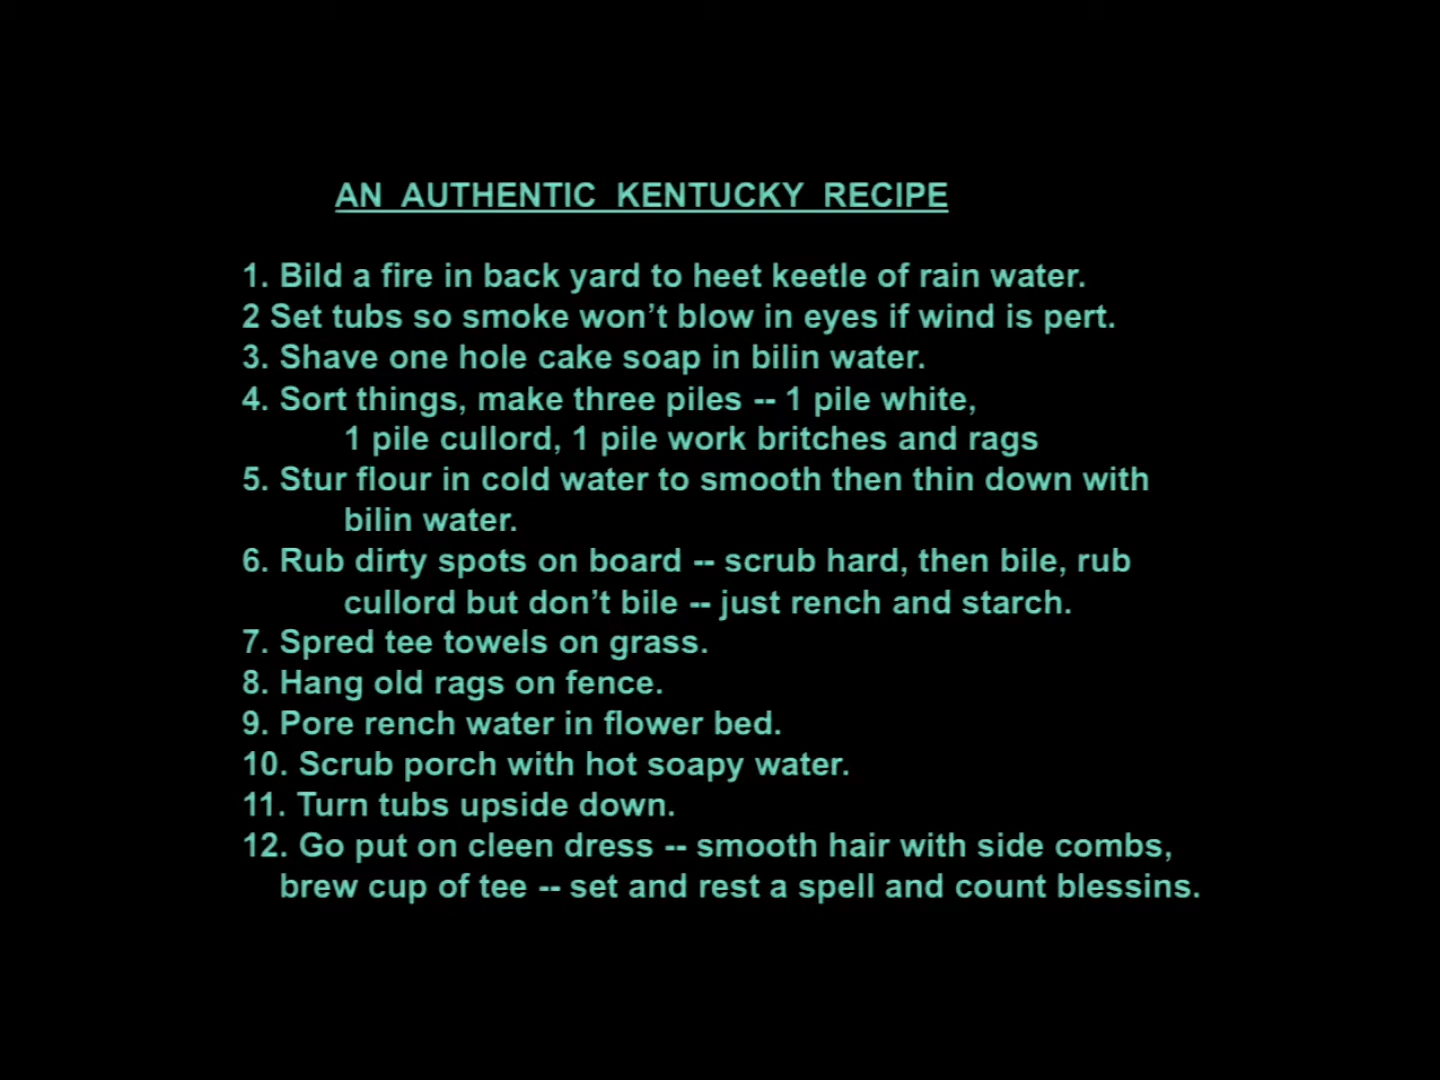 AN AUTHENTIC KENTUCKY RECIPE
1. Bild a fire in back yard to heet keetle of rain water.
2 Set tubs so smoke won’t blow in eyes if wind is pert.
3. Shave one hole cake soap in bilin water.
4. Sort things, make three piles -- 1 pile white,
1 pile cullord, 1 pile work britches and rags
5. Stur flour in cold water to smooth then thin down with
bilin water.
6. Rub dirty spots on board -- scrub hard, then bile, rub
cullord but don’t bile -- just rench and starch.
7. Spred tee towels on grass.
8. Hang old rags on fence.
9. Pore rench water in flower bed.
10. Scrub porch with hot soapy water.
11. Turn tubs upside down.
12. Go put on cleen dress -- smooth hair with side combs,
brew cup of tee -- set and rest a spell and count blessins.